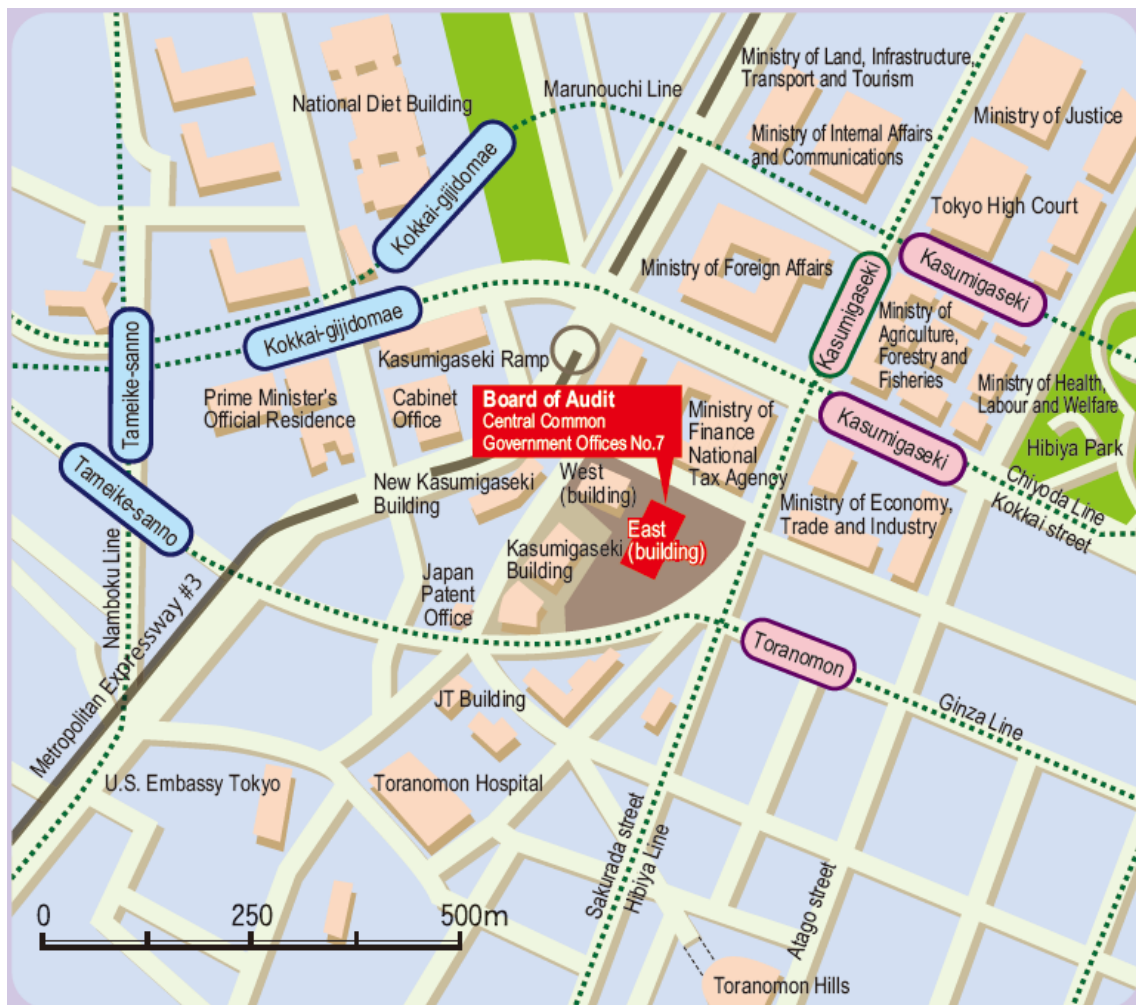 Ministry of Land, Infrastructure,
Transport and Tourism
Marunouchi Line
National Diet Building
Ministry of Justice
Ministry of Internal Affairs
and Communications
Kokkai-gijidomae
Tokyo High Court
Ministry of Foreign Affairs
Kasumigaseki
Kasumigaseki
Kokkai-gijidomae
Ministry of
Agriculture,
Forestry and
Fisheries
Tameike-sanno
Kasumigaseki Ramp
Prime Minister's
Official Residence
Cabinet
Office
Board of Audit
Central Common
Government Offices No.7
Ministry of
Finance
National
Tax Agency
Ministry of Health,
Labour and Welfare
Kasumigaseki
Hibiya Park
Tameike-sanno
New Kasumigaseki
Building
West
(building)
Chiyoda Line
Kokkai street
Ministry of Economy,
Trade and Industry
East
(building)
Kasumigaseki
Building
Japan
Patent
Office
Namboku Line
Metropolitan Expressway #3
Toranomon
JT Building
Ginza Line
U.S. Embassy Tokyo
Toranomon Hospital
Sakurada street
Hibiya Line
Atago street
0 250 500m
Toranomon Hills